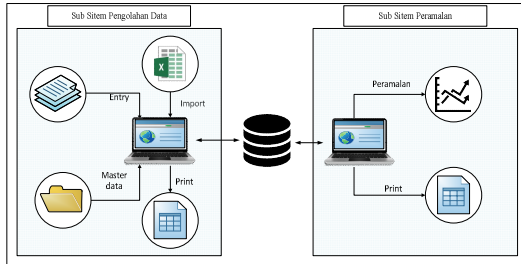 Sub Sitem Pengolahan Data
Sub Sitem Peramalan
X
Entry
Import
Master
data
Print
Peramalan
Print